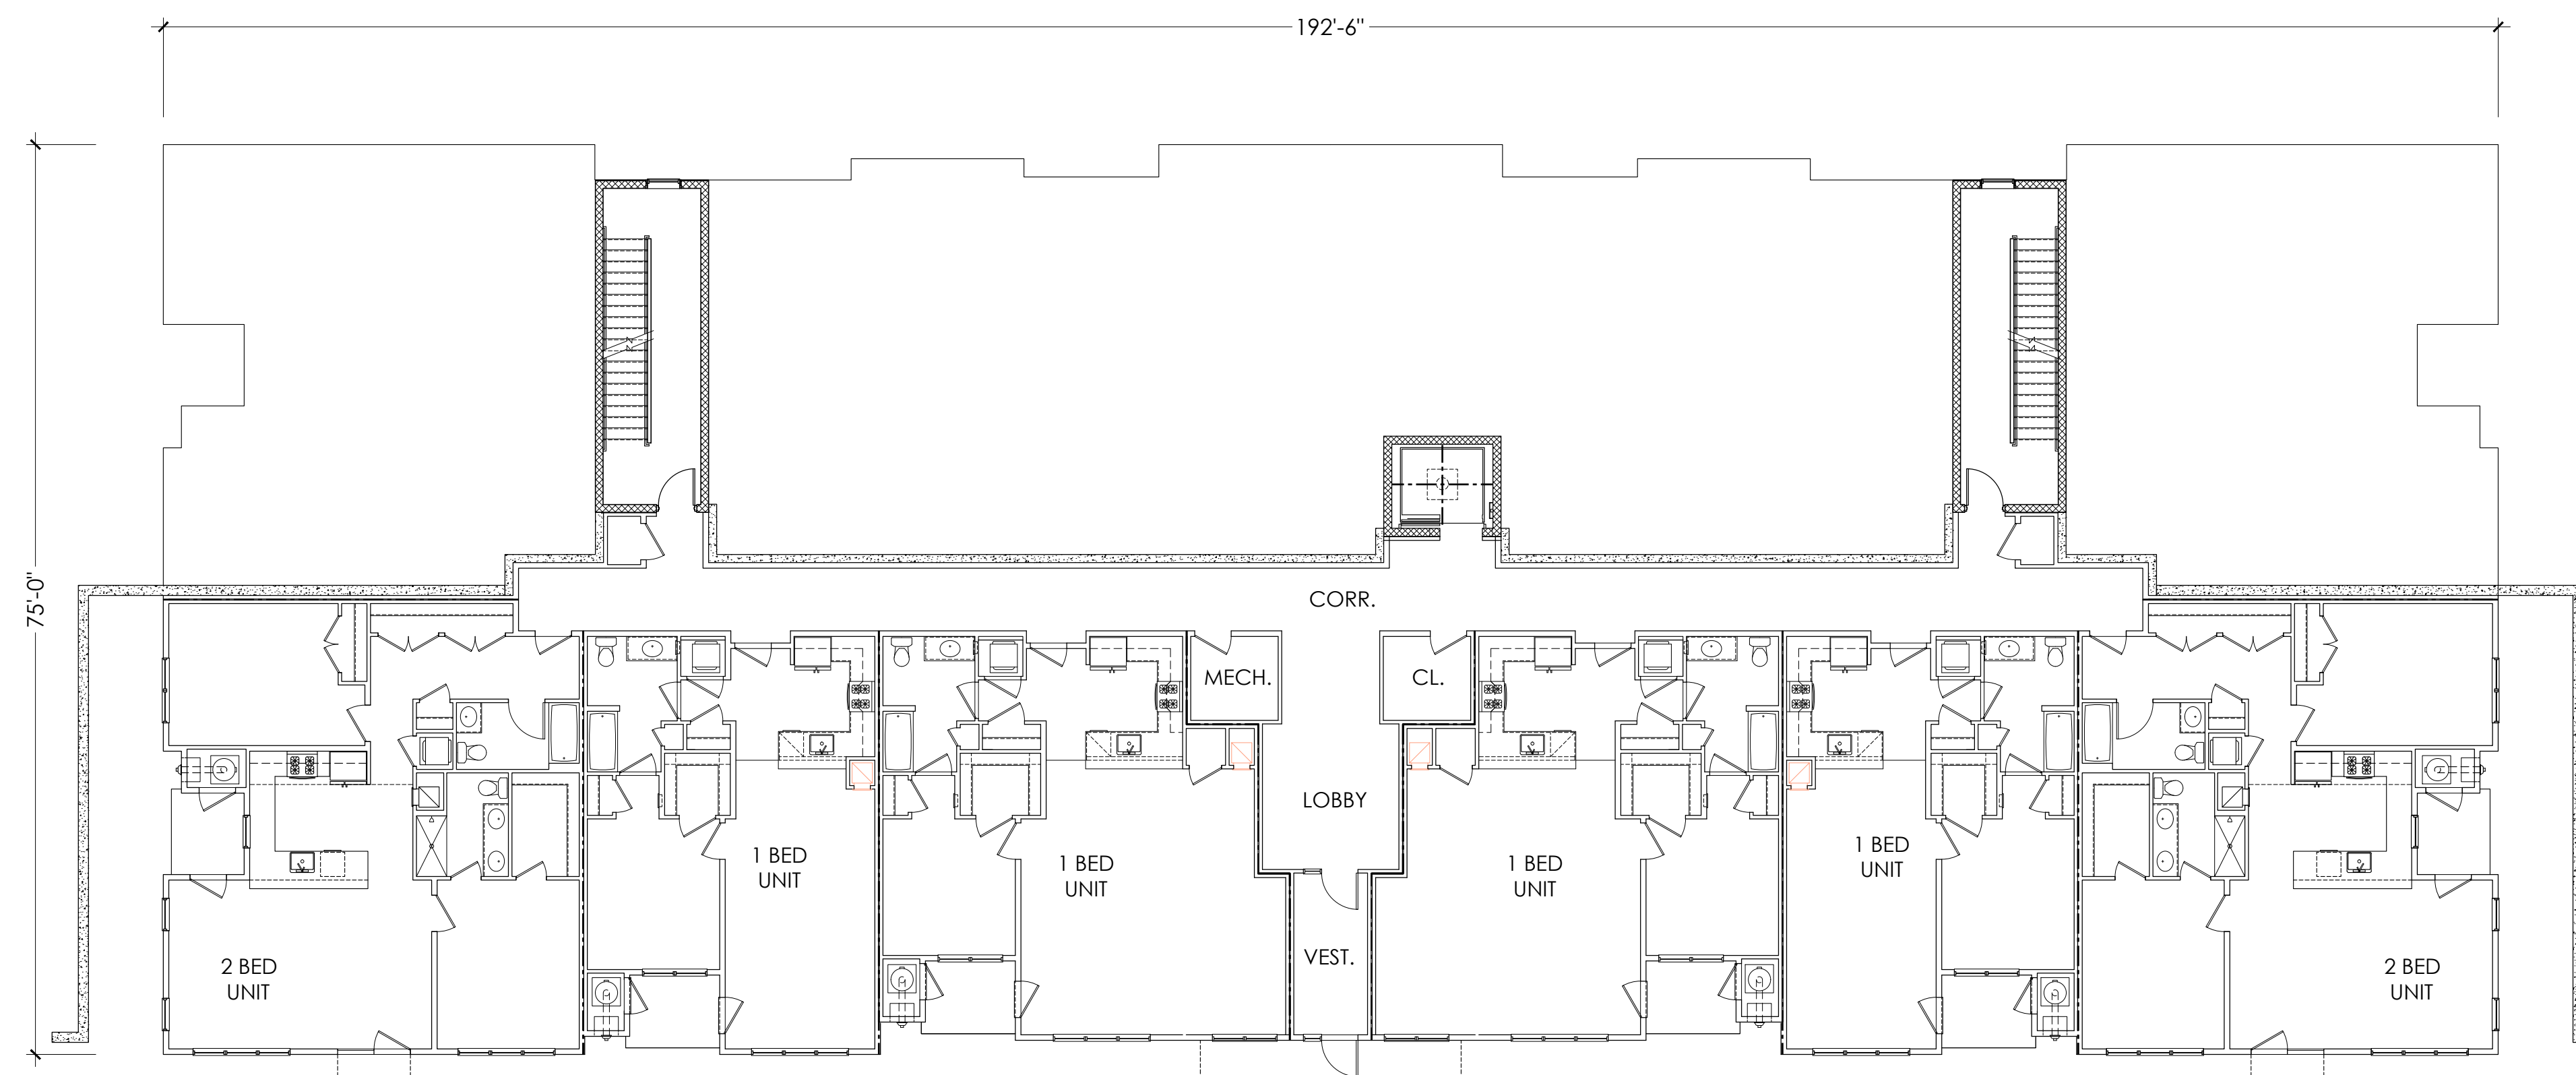 192'-6"
75'-0"
CORR.
MECH.
CL.
LOBBY
1 BED
UNIT
1 BED
UNIT
1 BED
UNIT
1 BED
UNIT
VEST.
2 BED
UNIT
2 BED
UNIT